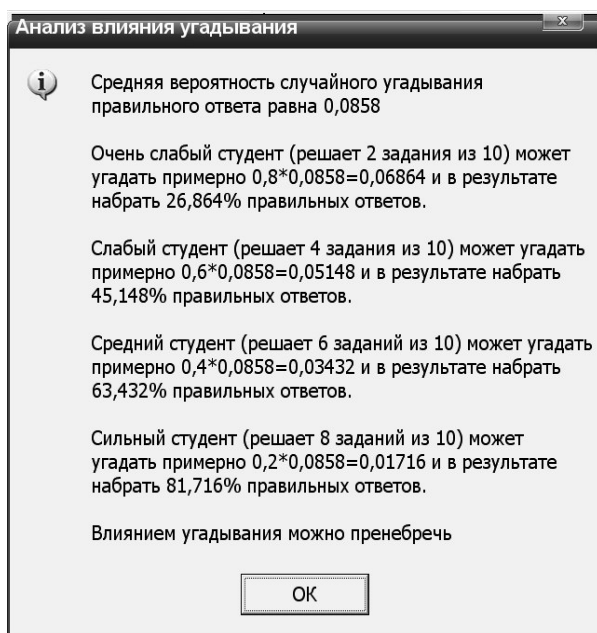 Анализ влияния угадывания
x
Средняя вероятность случайного угадывания
правильного ответа равна 0,0858
Очень слабый студент (решает 2 задания из 10) может
угадать примерно 0,8*0,0858=0,06864 и в результате
набрать 26,864% правильных ответов.
Слабый студент (решает 4 задания из 10) может угадать
примерно 0,6*0,0858=0,05148 и в результате набрать
45,148% правильных ответов.
Средний студент (решает 6 заданий из 10) может угадать
примерно 0,4*0,0858=0,03432 и в результате набрать
63,432% правильных ответов.
Сильный студент (решает 8 заданий из 10) может
угадать примерно 0,2*0,0858=0,01716 и в результате
набрать 81,716% правильных ответов.
Влиянием угадывания можно пренебречь
ОК